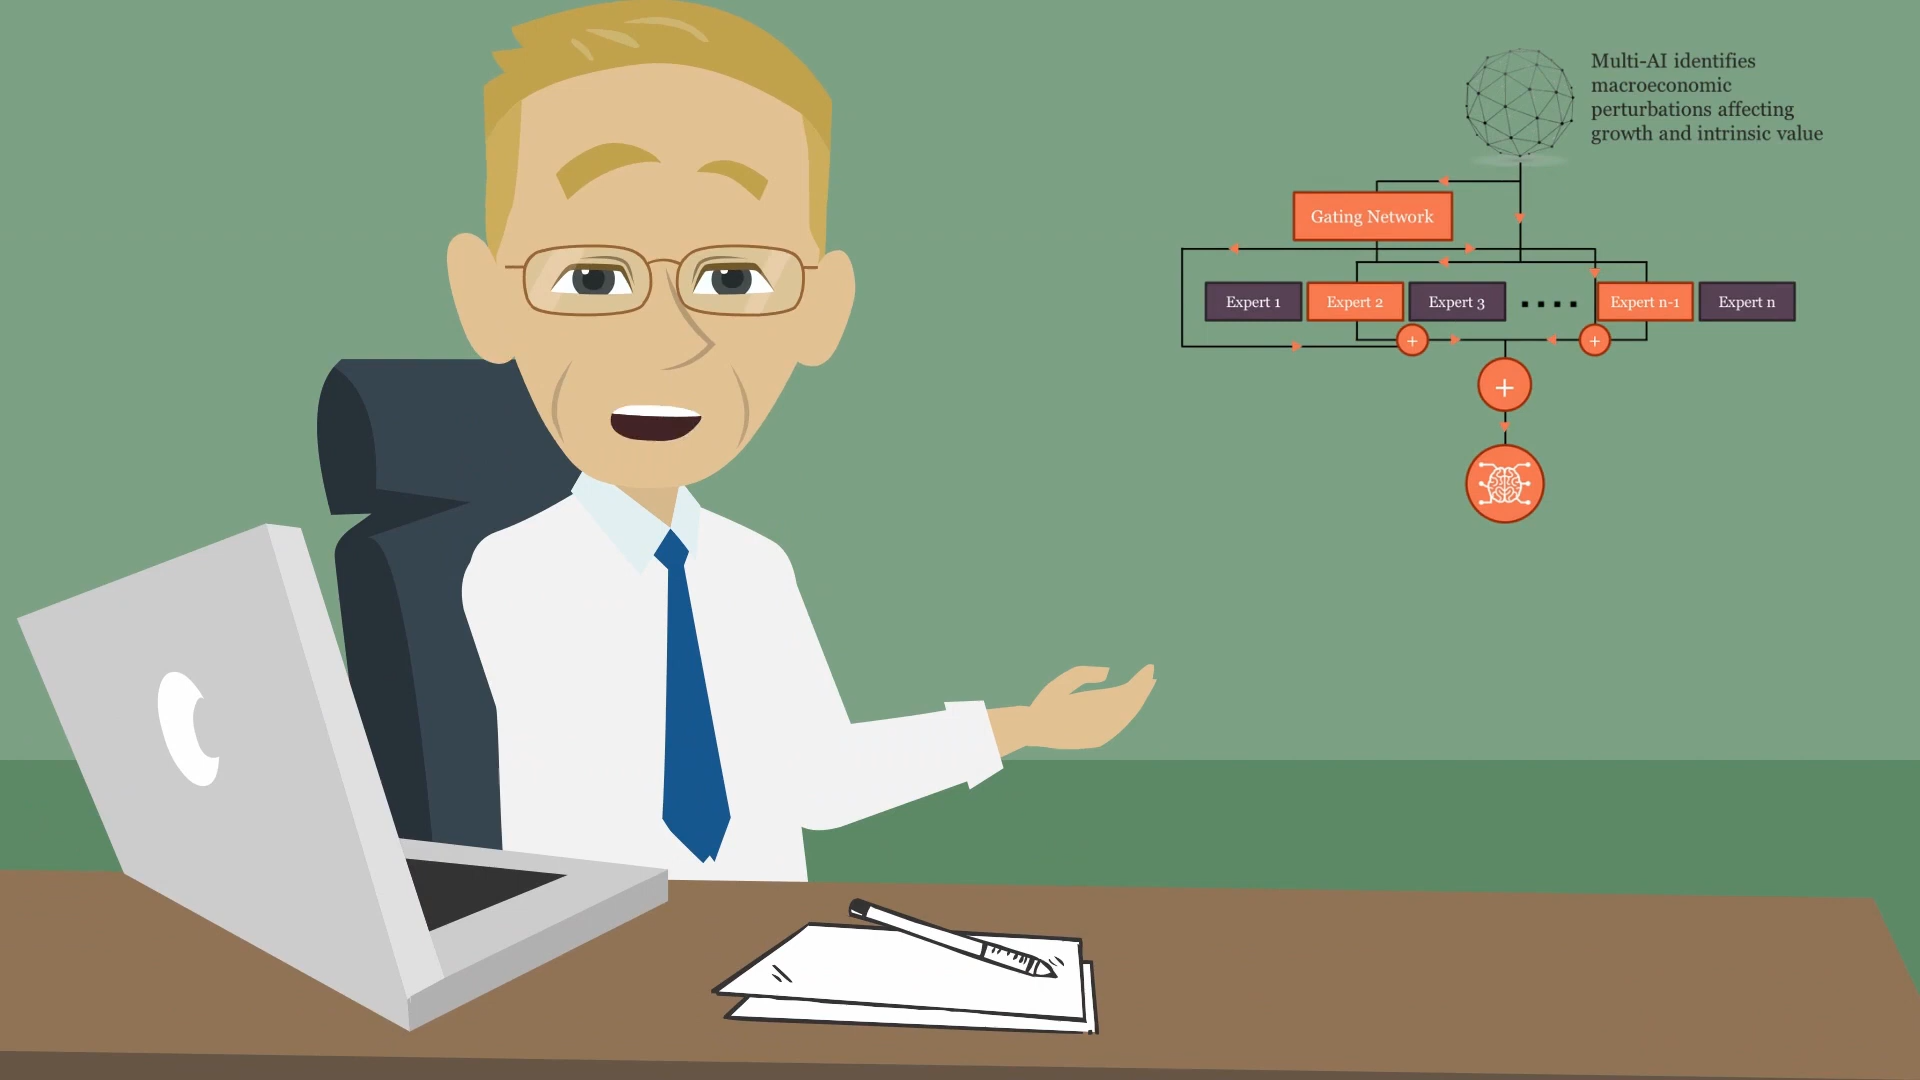 Multi-AI identifies
macroeconomic
perturbations affecting
growth and intrinsic value
Gating Network
Expert 1
Expert 2
Expert 3
Expert n-1
Expert n
+
+
+